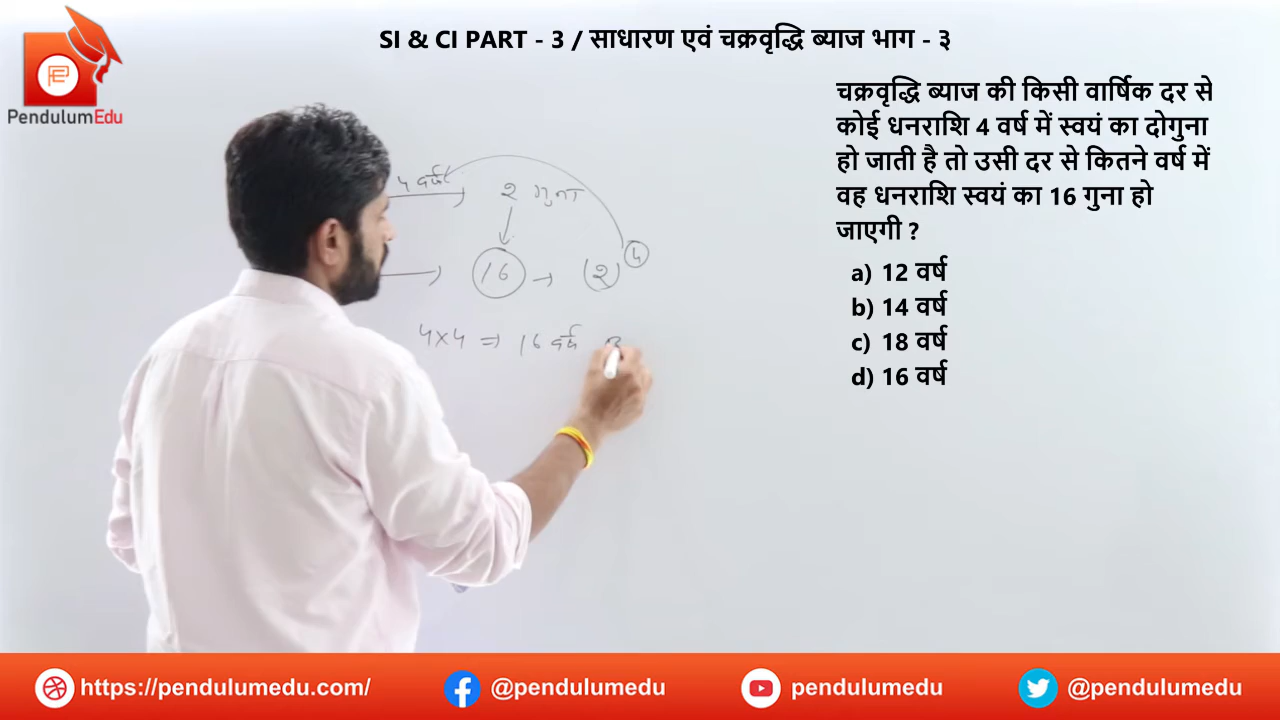 SI & CI PART - 3 / साधारण एवं चक्रवृद्धि ब्याज भाग - ३
PendulumEdu
चक्रवृद्धि ब्याज की किसी वार्षिक दर से
कोई धनराशि 4 वर्ष में स्वयं का दोगुना
हो जाती है तो उसी दर से कितने वर्ष में
वह धनराशि स्वयं का 16 गुना हो
जाएगी ?
a) 12 वर्ष
b) 14 वर्ष
c) 18 वर्ष
d) 16 वर्ष
4 वर्ष
२ गुना
16 → (२)⁴
4×4 ⇒ 16 वर्ष
https://pendulumedu.com/
@pendulumedu
pendulumedu
@pendulumedu